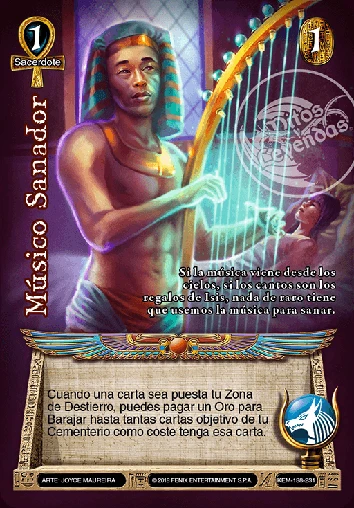 1
Sacerdote
1
Mitos
Leyendas
Músico Sanador
Si la música viene desde los
cielos, si los cantos son los
regalos de Isis, nada de raro tiene
que usemos la música para sanar.
Cuando una carta sea puesta tu Zona
de Destierro, puedes pagar un Oro para
Barajar hasta tantas cartas objetivo de tu
Cementerio como coste tenga esa carta.
ARTE: JOYCE MAUREIRA
© 2015 FENIX ENTERTAINMENT S.P.A.